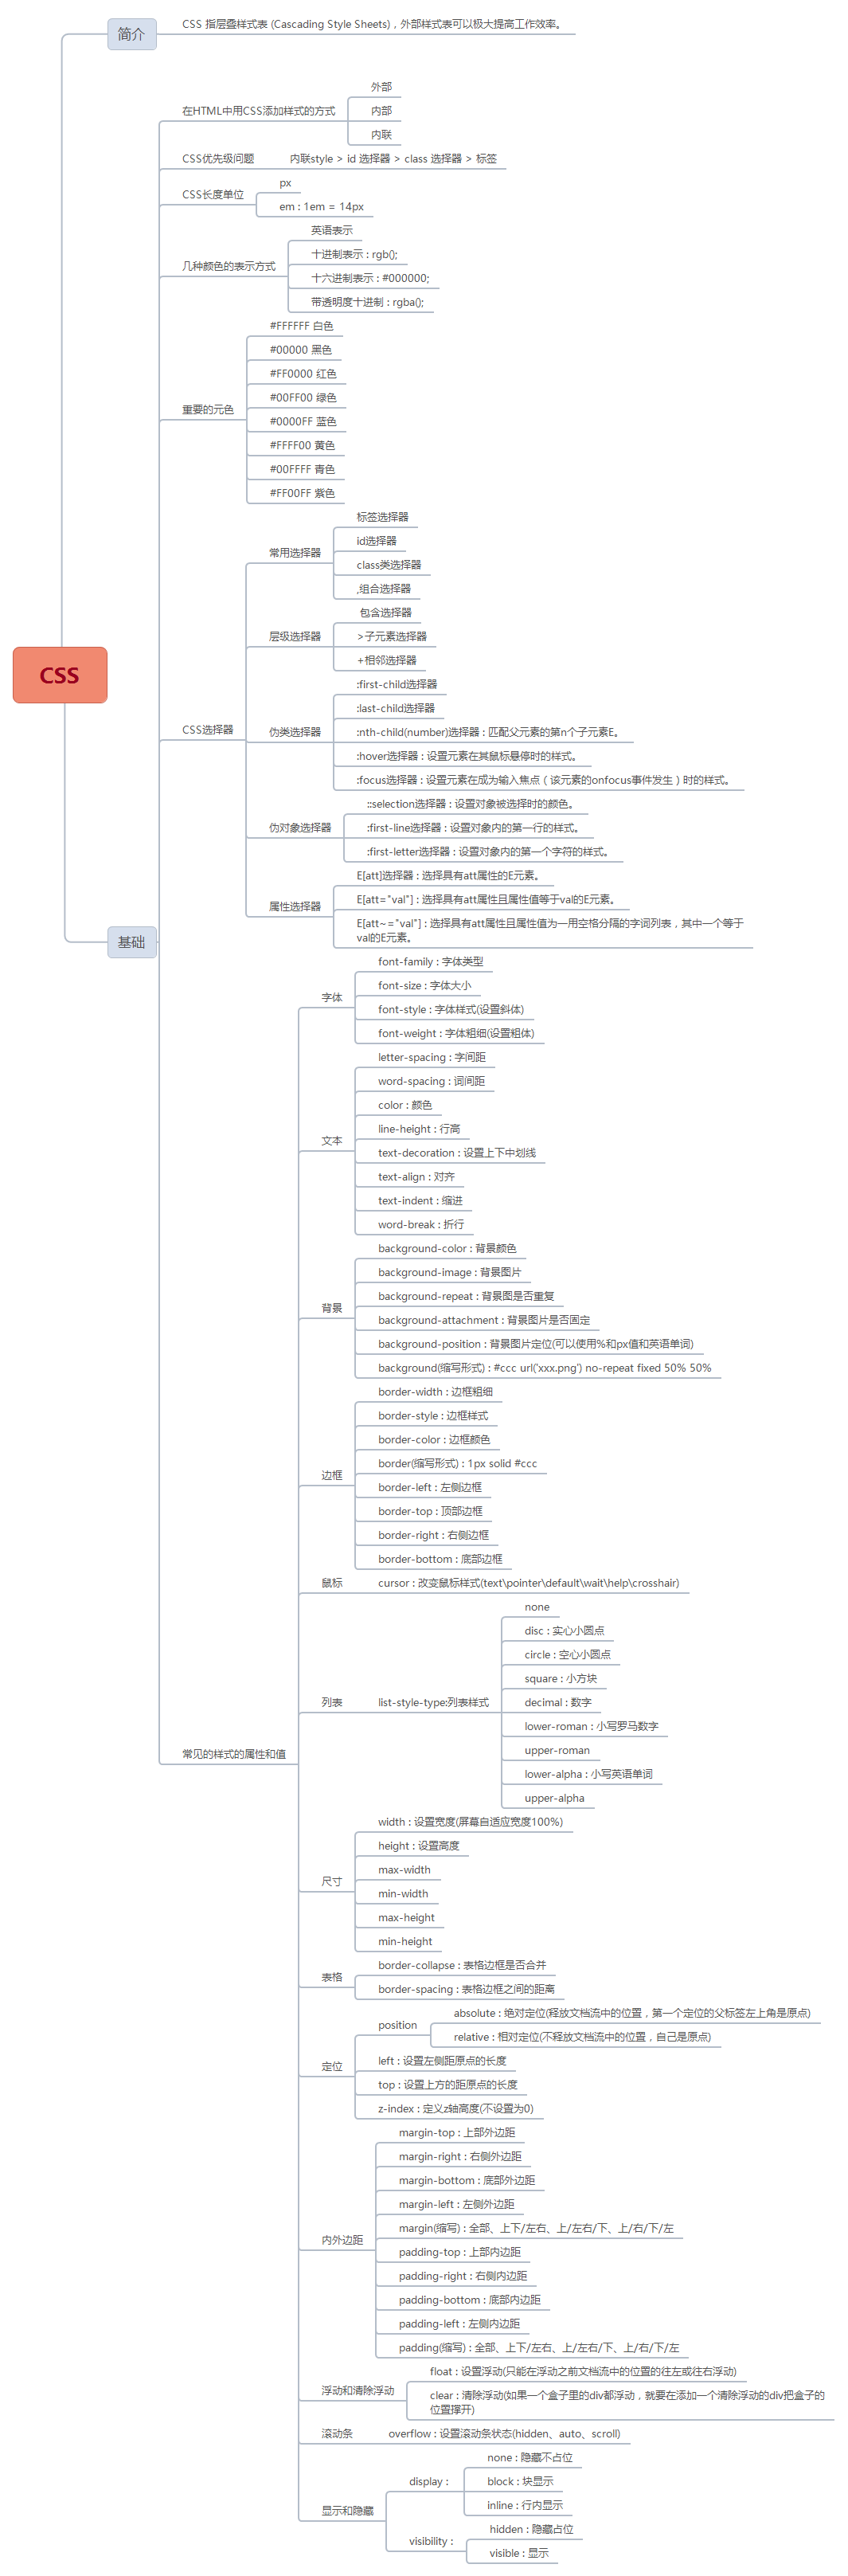 简介
CSS 指层叠样式表 (Cascading Style Sheets)，外部样式表可以极大提高工作效率。
CSS
基础
在HTML中用CSS添加样式的方式
外部
内部
内联
CSS优先级问题
内联style > id 选择器 > class 选择器 > 标签
CSS长度单位
px
em : 1em = 14px
几种颜色的表示方式
英语表示
十进制表示 : rgb();
十六进制表示 : #000000;
带透明度十进制 : rgba();
重要的元色
#FFFFFF 白色
#00000 黑色
#FF0000 红色
#00FF00 绿色
#0000FF 蓝色
#FFFF00 黄色
#00FFFF 青色
#FF00FF 紫色
CSS选择器
常用选择器
标签选择器
id选择器
class类选择器
,组合选择器
层级选择器
包含选择器
>子元素选择器
+相邻选择器
伪类选择器
:first-child选择器
:last-child选择器
:nth-child(number)选择器 : 匹配父元素的第n个子元素E。
:hover选择器 : 设置元素在其鼠标悬停时的样式。
:focus选择器 : 设置元素在成为输入焦点（该元素的onfocus事件发生）时的样式。
伪对象选择器
::selection选择器 : 设置对象被选择时的颜色。
:first-line选择器 : 设置对象内的第一行的样式。
:first-letter选择器 : 设置对象内的第一个字符的样式。
属性选择器
E[att]选择器 : 选择具有att属性的E元素。
E[att="val"] : 选择具有att属性且属性值等于val的E元素。
E[att~="val"] : 选择具有att属性且属性值为一用空格分隔的字词列表，其中一个等于
val的E元素。
常见的样式的属性和值
字体
font-family : 字体类型
font-size : 字体大小
font-style : 字体样式(设置斜体)
font-weight : 字体粗细(设置粗体)
文本
letter-spacing : 字间距
word-spacing : 词间距
color : 颜色
line-height : 行高
text-decoration : 设置上下中划线
text-align : 对齐
text-indent : 缩进
word-break : 折行
背景
background-color : 背景颜色
background-image : 背景图片
background-repeat : 背景图是否重复
background-attachment : 背景图片是否固定
background-position : 背景图片定位(可以使用%和px值和英语单词)
background(缩写形式) : #ccc url('xxx.png') no-repeat fixed 50% 50%
边框
border-width : 边框粗细
border-style : 边框样式
border-color : 边框颜色
border(缩写形式) : 1px solid #ccc
border-left : 左侧边框
border-top : 顶部边框
border-right : 右侧边框
border-bottom : 底部边框
鼠标
cursor : 改变鼠标样式(text\pointer\default\wait\help\crosshair)
列表
list-style-type:列表样式
none
disc : 实心小圆点
circle : 空心小圆点
square : 小方块
decimal : 数字
lower-roman : 小写罗马数字
upper-roman
lower-alpha : 小写英语单词
upper-alpha
尺寸
width : 设置宽度(屏幕自适应宽度100%)
height : 设置高度
max-width
min-width
max-height
min-height
表格
border-collapse : 表格边框是否合并
border-spacing : 表格边框之间的距离
定位
position
absolute : 绝对定位(释放文档流中的位置，第一个定位的父标签左上角是原点)
relative : 相对定位(不释放文档流中的位置，自己是原点)
left : 设置左侧距原点的长度
top : 设置上方的距原点的长度
z-index : 定义z轴高度(不设置为0)
内外边距
margin-top : 上部外边距
margin-right : 右侧外边距
margin-bottom : 底部外边距
margin-left : 左侧外边距
margin(缩写) : 全部、上下/左右、上/左右/下、上/右/下/左
padding-top : 上部内边距
padding-right : 右侧内边距
padding-bottom : 底部内边距
padding-left : 左侧内边距
padding(缩写) : 全部、上下/左右、上/左右/下、上/右/下/左
浮动和清除浮动
float : 设置浮动(只能在浮动之前文档流中的位置的往左或往右浮动)
clear : 清除浮动(如果一个盒子里的div都浮动，就要在添加一个清除浮动的div把盒子的
位置撑开)
滚动条
overflow : 设置滚动条状态(hidden、auto、scroll)
显示和隐藏
display :
none : 隐藏不占位
block : 块显示
inline : 行内显示
visibility :
hidden : 隐藏占位
visible : 显示